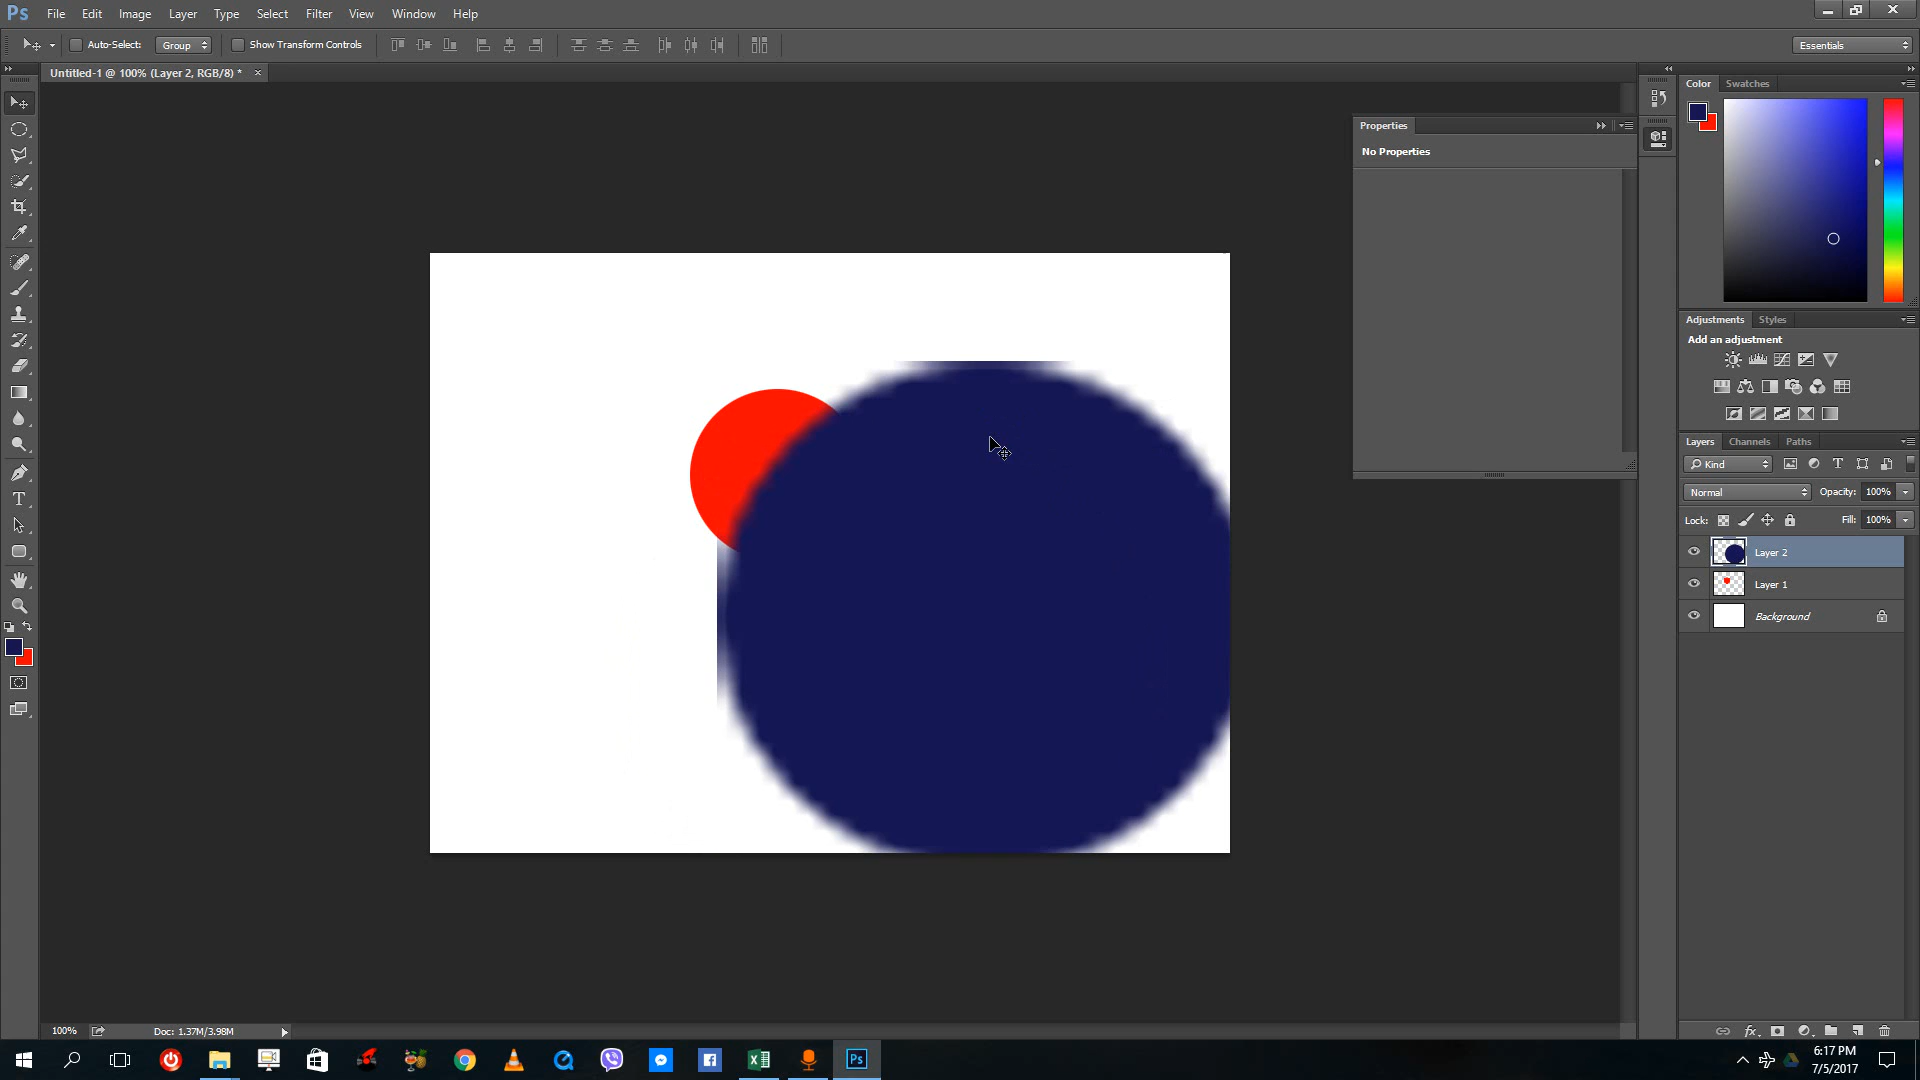 Ps File Edit Image Layer Type Select Filter View Window Help
Auto-Select: Group Show Transform Controls Essentials
Untitled-1 @ 100% (Layer 2, RGB/8) * ×
Color Swatches
Properties
No Properties
Adjustments Styles
Add an adjustment
Layers Channels Paths
Kind
Normal Opacity: 100%
Lock: Fill: 100%
Layer 2
Layer 1
Background
100% Doc: 1.37M/3.98M
fx
6:17 PM
7/5/2017
Ps